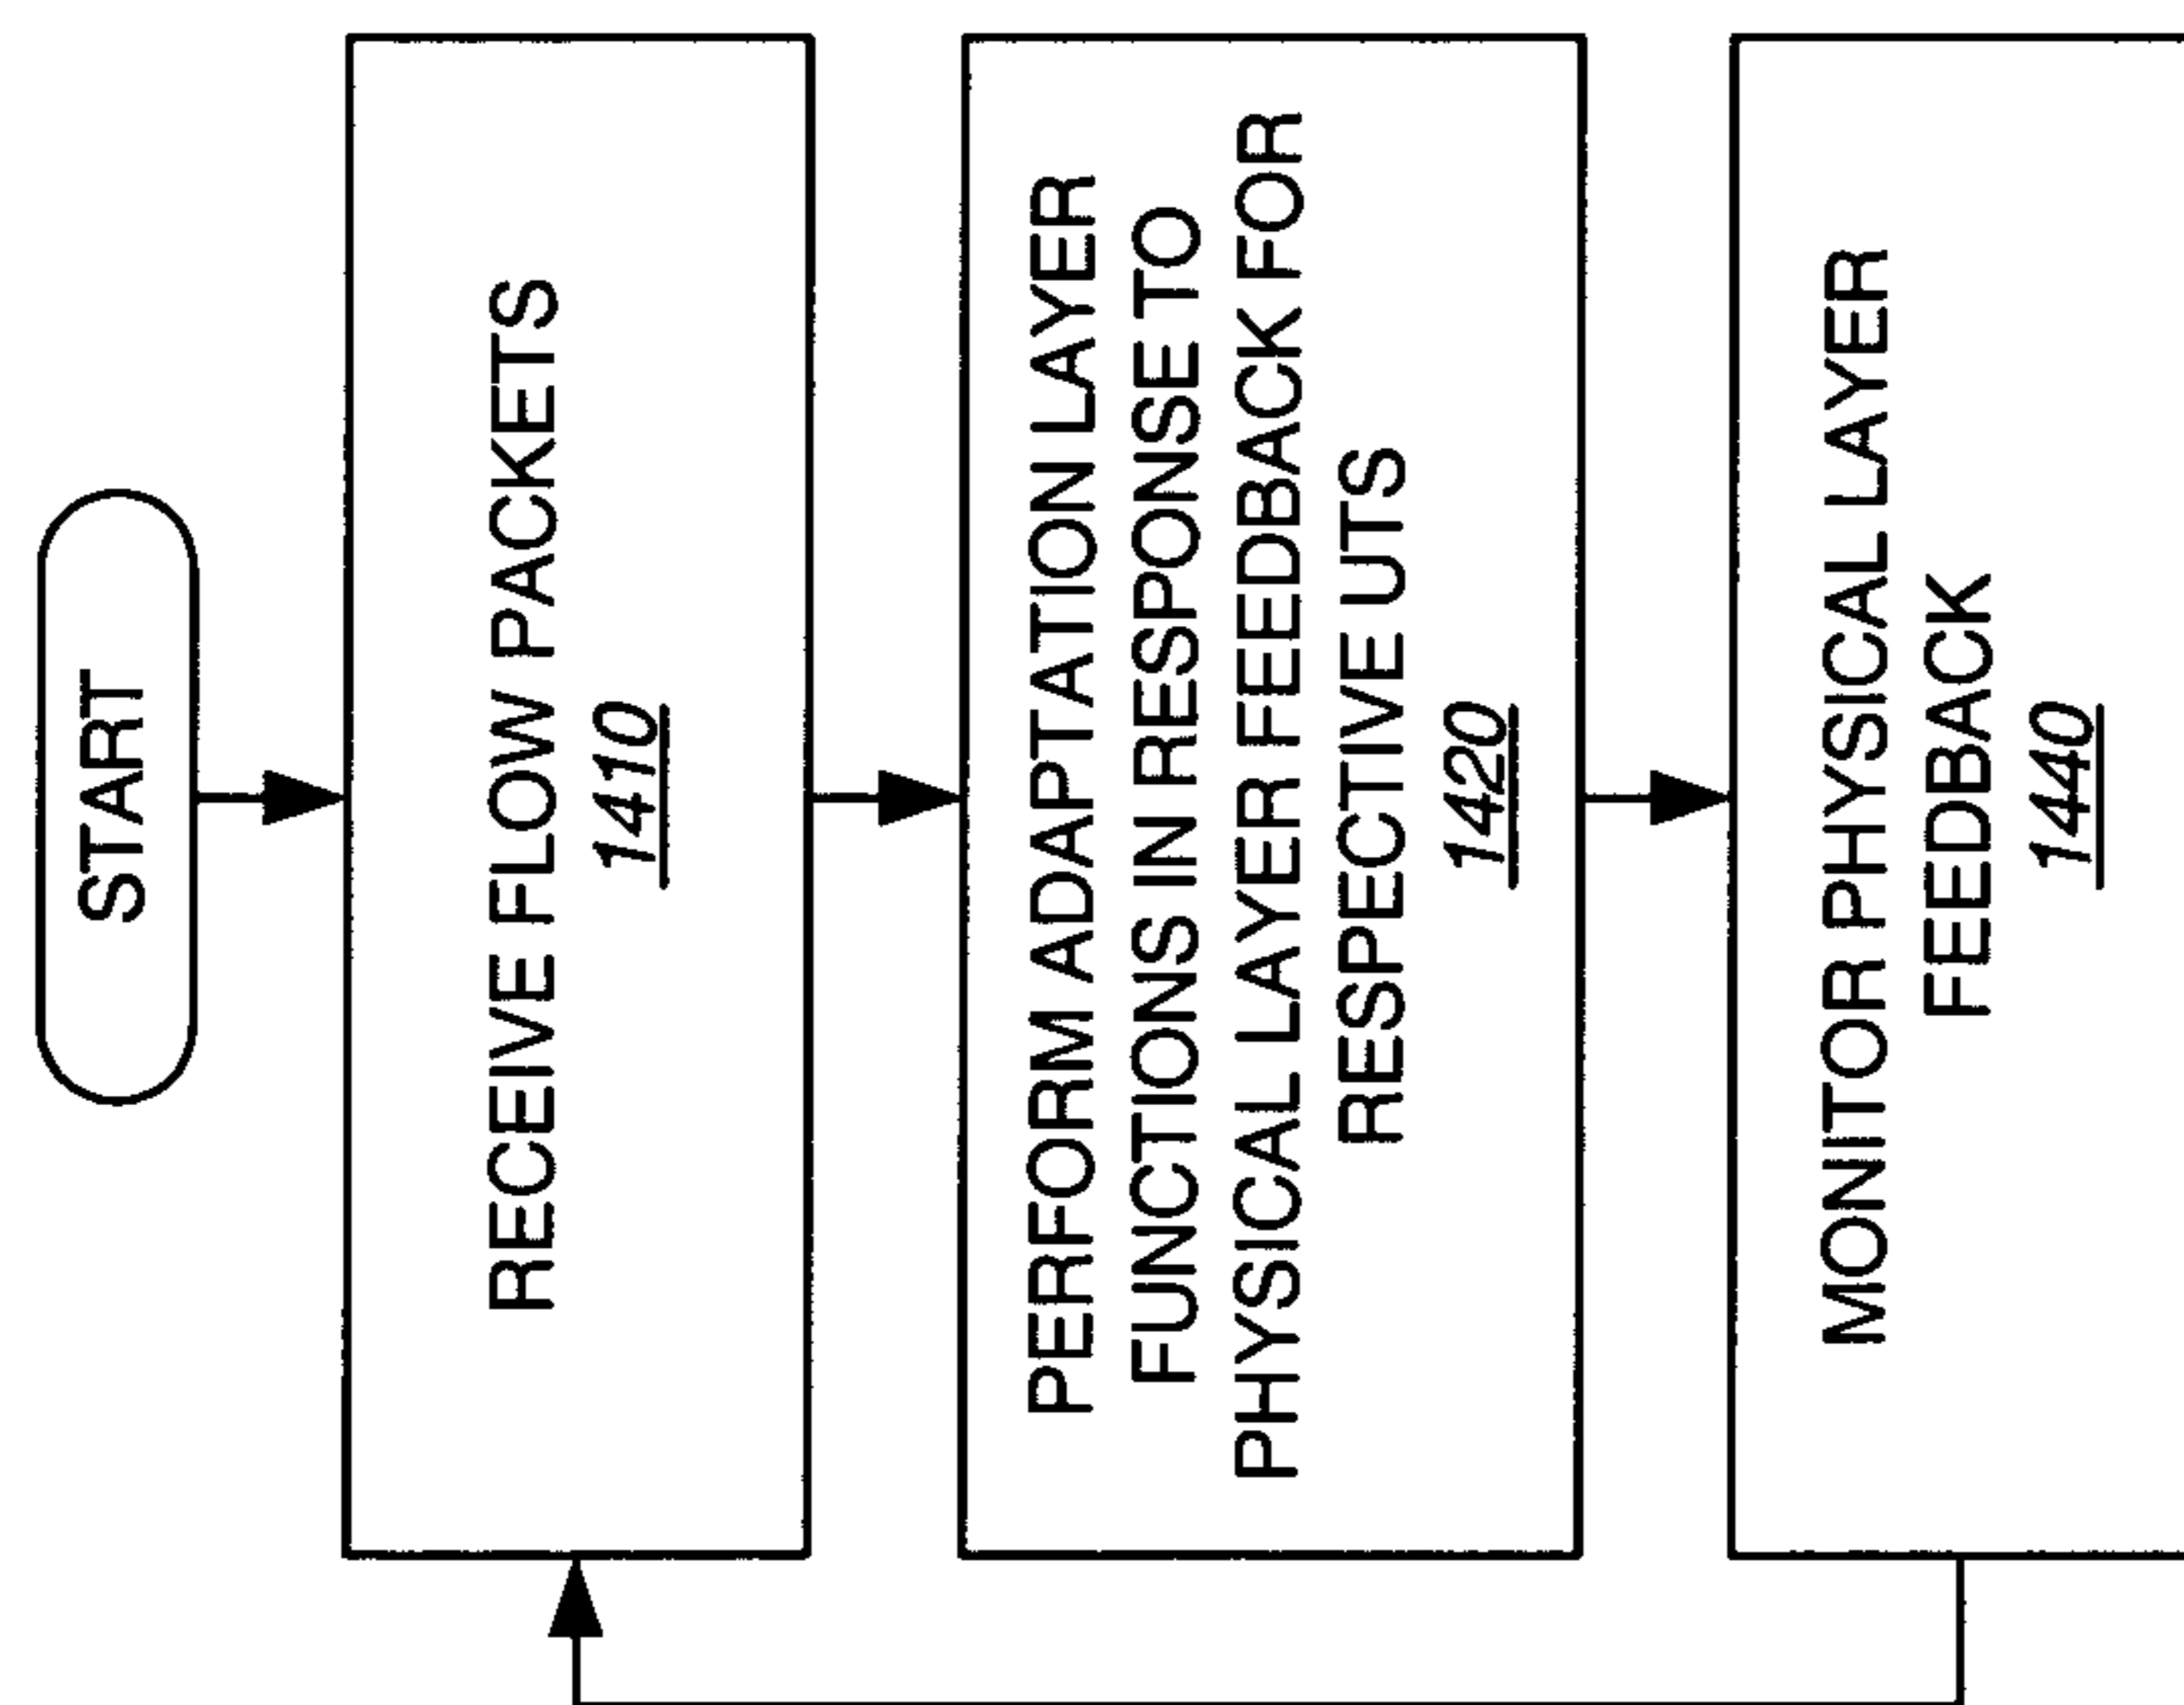 START
RECEIVE FLOW PACKETS
1410
PERFORM ADAPTATION LAYER
FUNCTIONS IN RESPONSE TO
PHYSICAL LAYER FEEDBACK FOR
RESPECTIVE UTS
1420
MONITOR PHYSICAL LAYER
FEEDBACK
1440